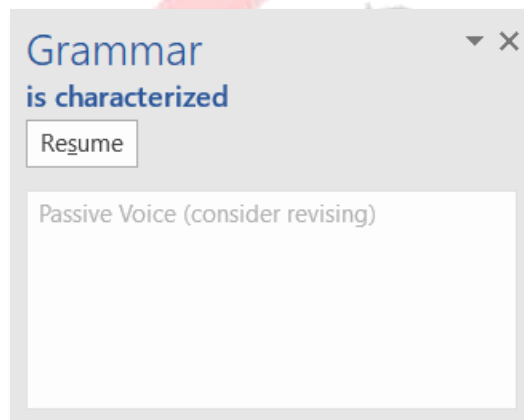 Grammar
is characterized
Resume
Passive Voice (consider revising)